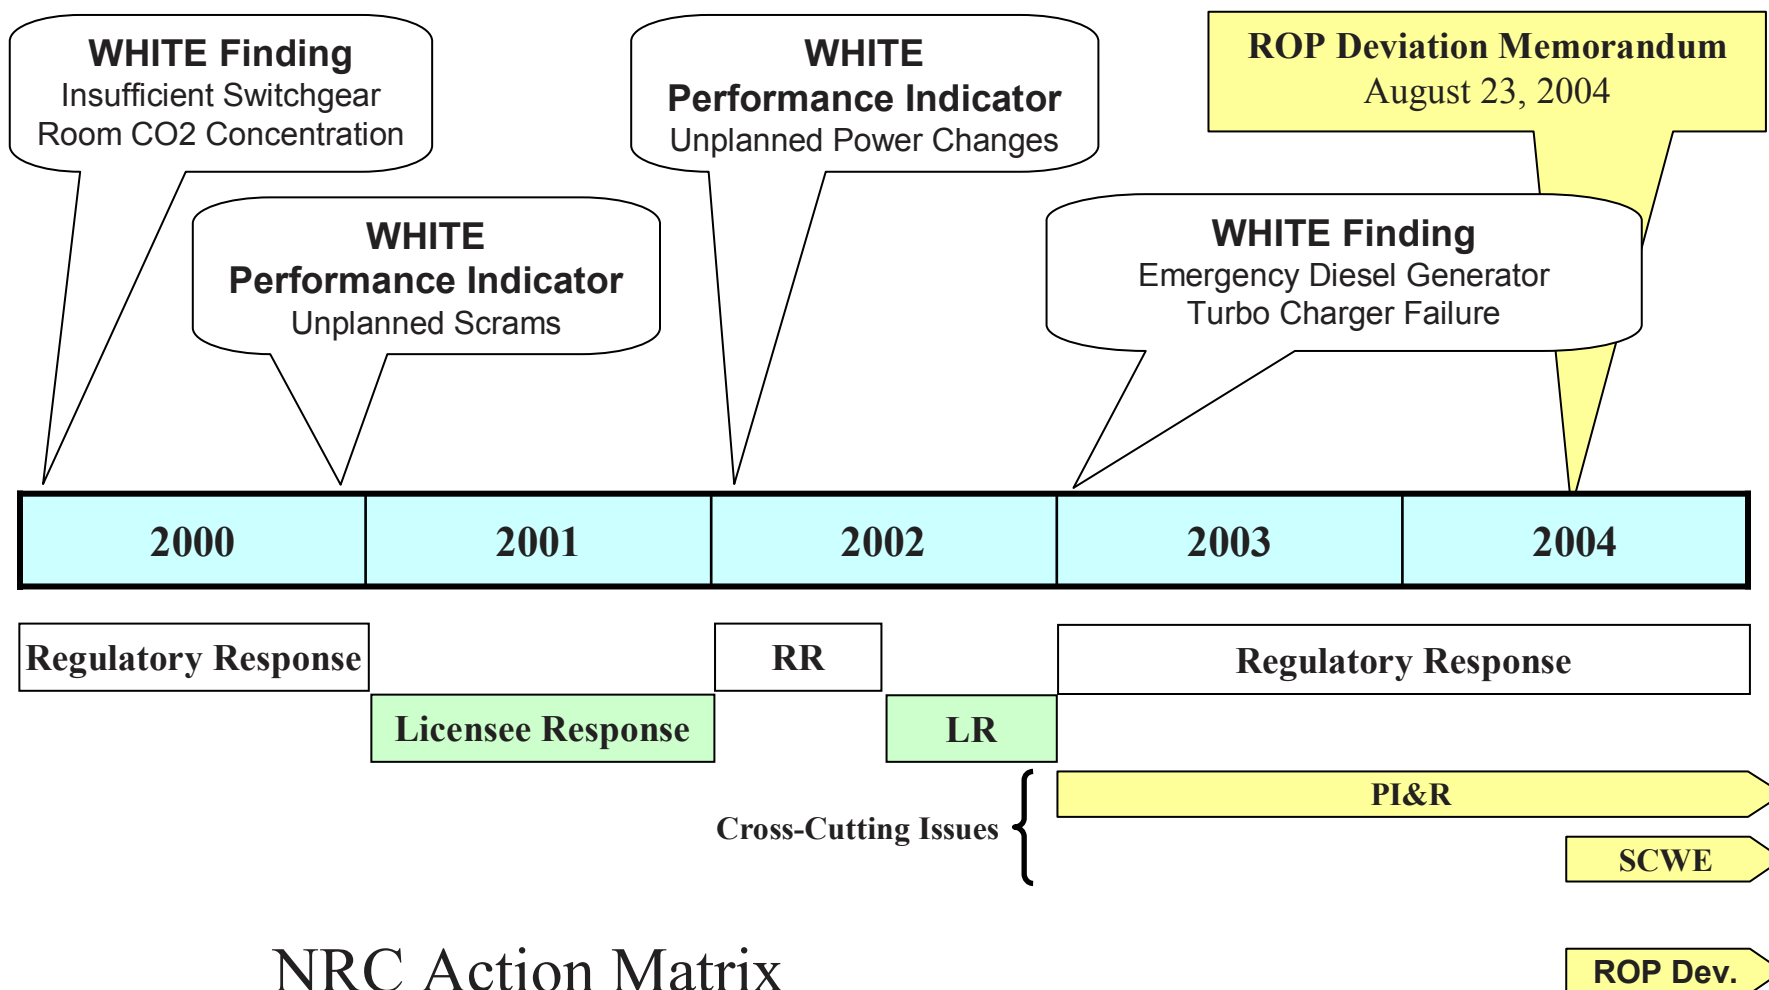 WHITE Finding
Insufficient Switchgear
Room CO2 Concentration
WHITE
Performance Indicator
Unplanned Scrams
WHITE
Performance Indicator
Unplanned Power Changes
ROP Deviation Memorandum
August 23, 2004
WHITE Finding
Emergency Diesel Generator
Turbo Charger Failure
2000
2001
2002
2003
2004
Regulatory Response
RR
Regulatory Response
Licensee Response
LR
PI&R
Cross-Cutting Issues
SCWE
NRC Action Matrix
ROP Dev.